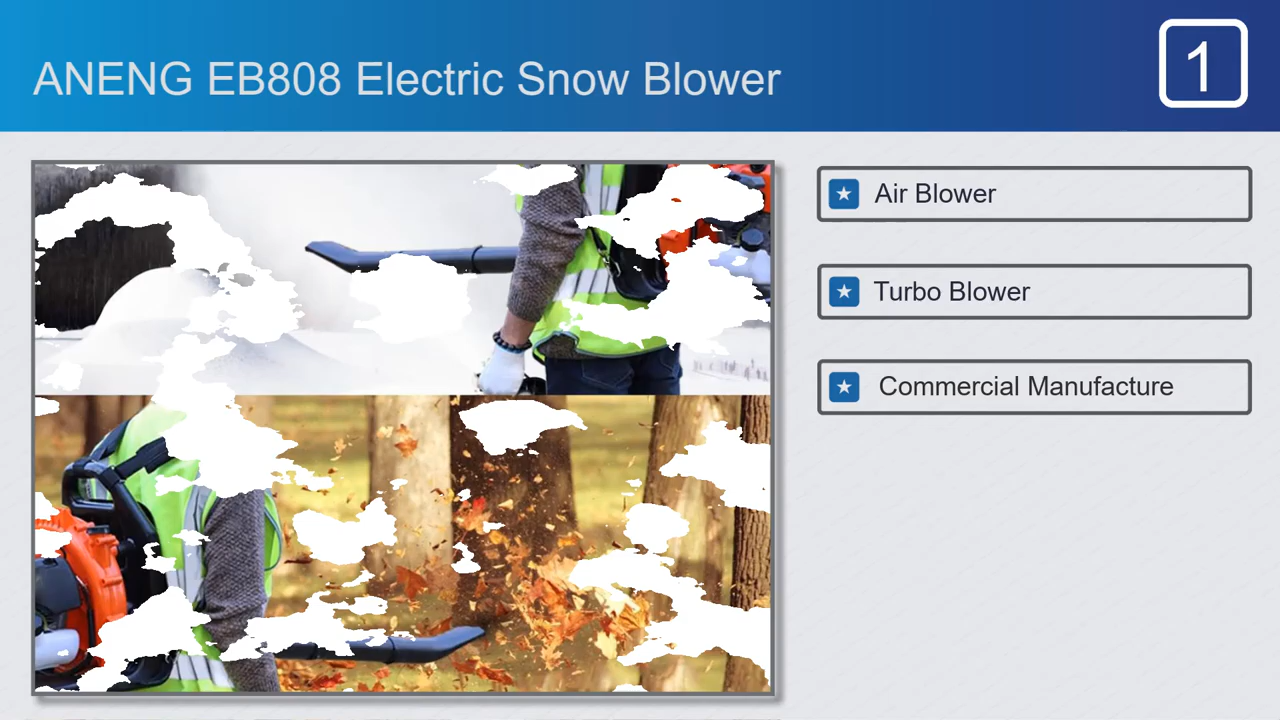 ANENG EB808 Electric Snow Blower
1
Air Blower
Turbo Blower
Commercial Manufacture